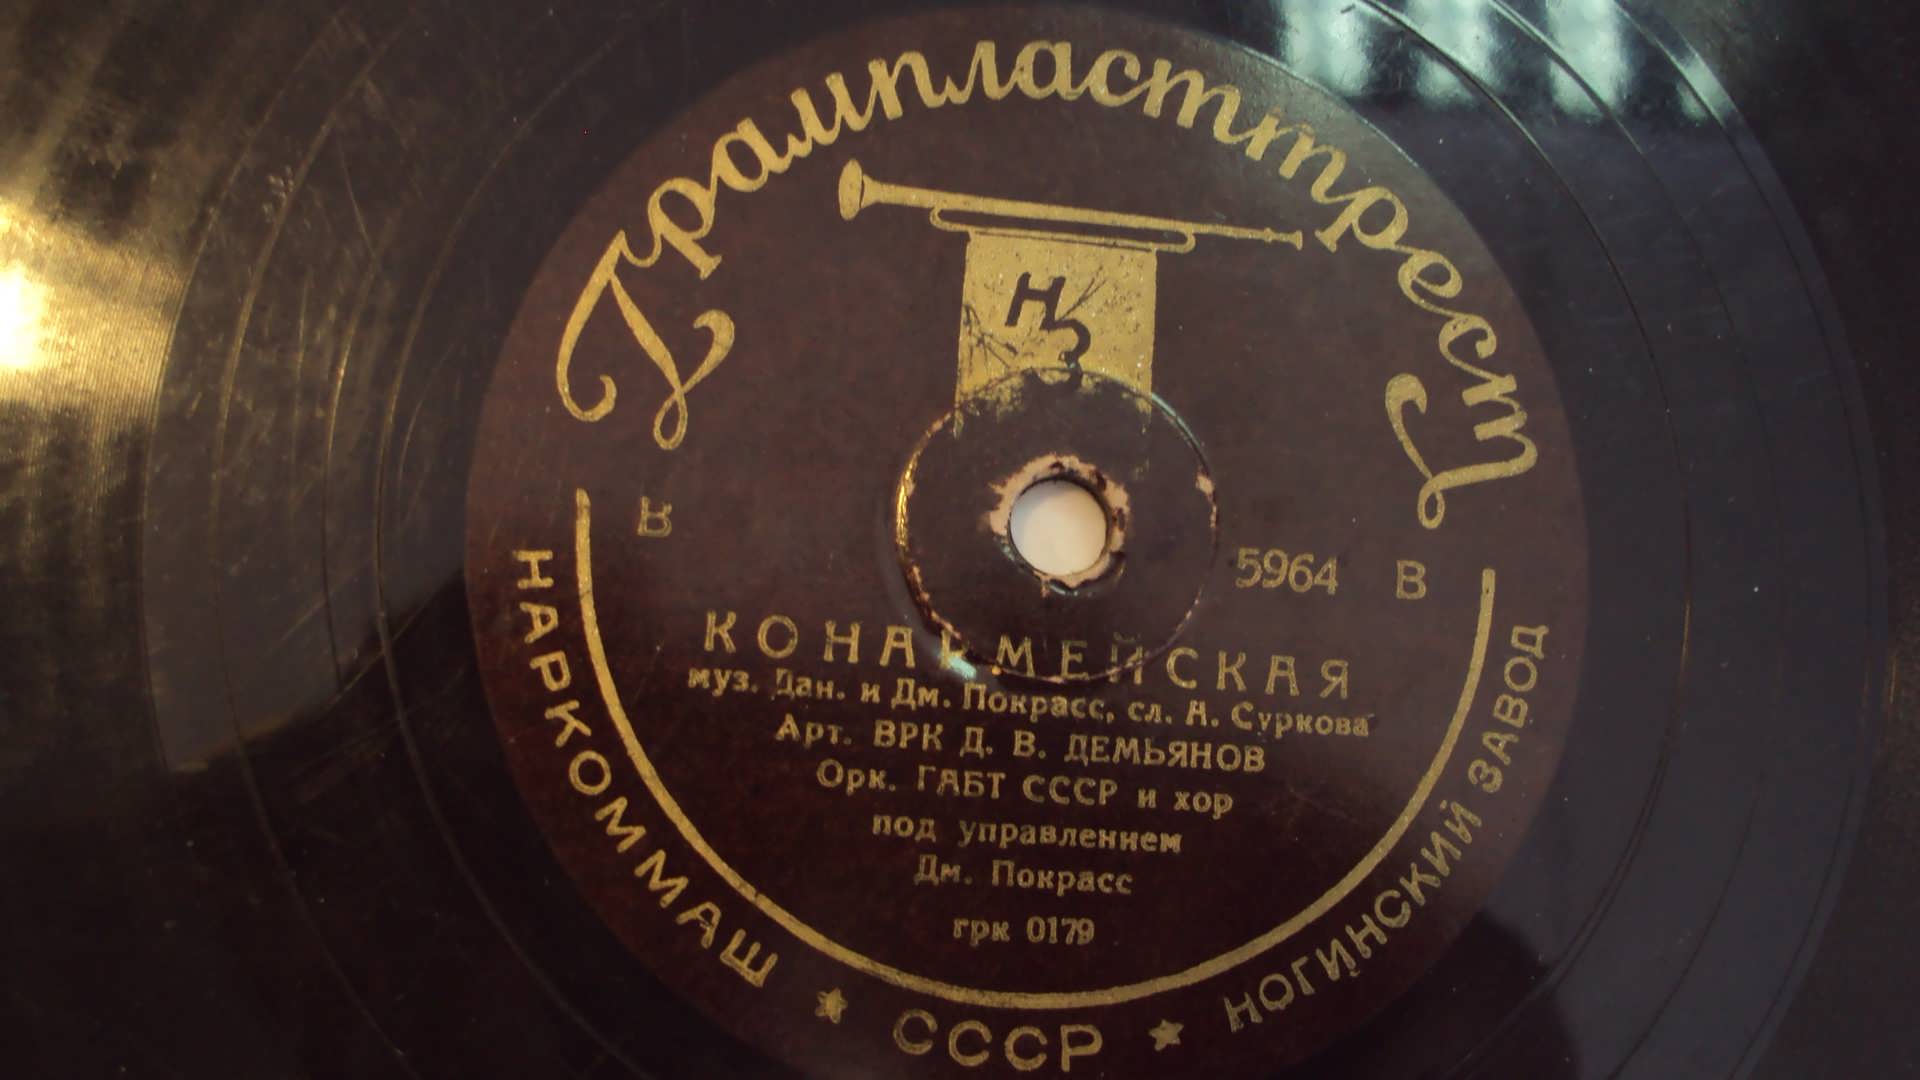 Грампласттрест
НЗ
Я
5964 В
КОНАРМЕЙСКАЯ
муз. Дан. и Дм. Покрасс, сл. А. Суркова
Арт. ВРК Д. В. ДЕМЬЯНОВ
Орк. ГАБТ СССР и хор
под управлением
Дм. Покрасс
грк 0179
НАРКОММАШ ★ СССР ★ НОГИНСКИЙ ЗАВОД